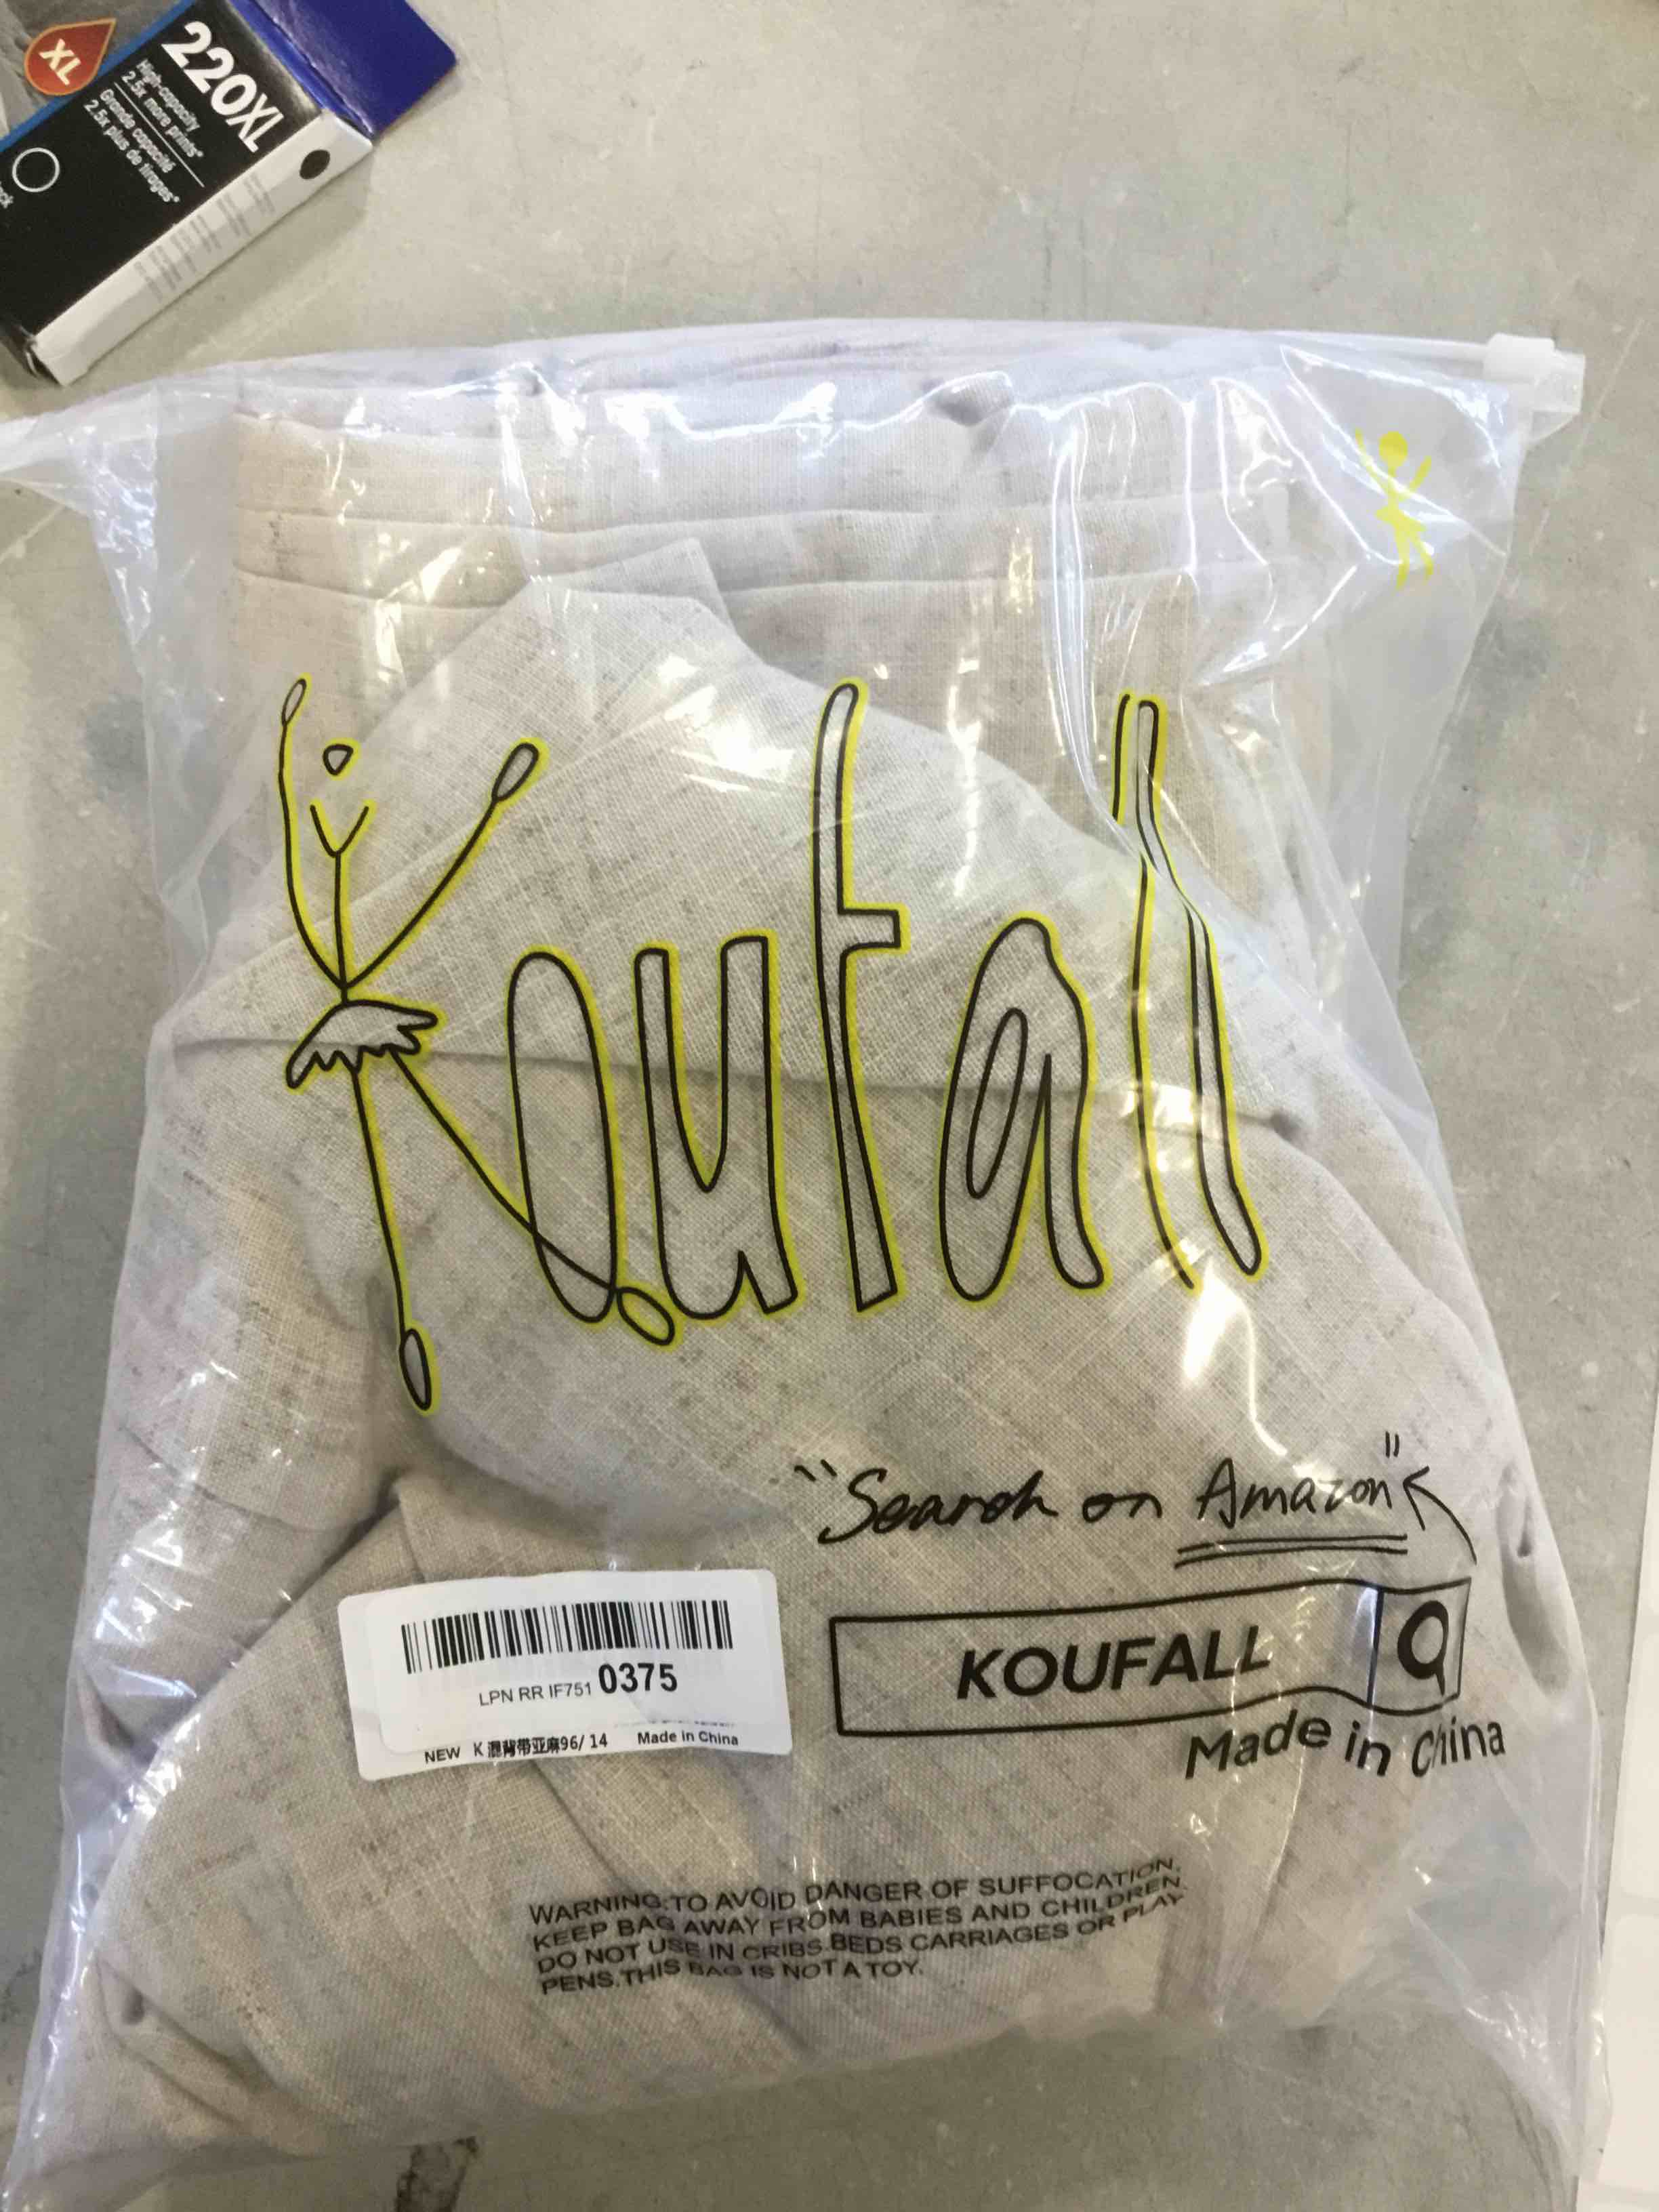 XL
220XL
High-capacity
2.5x more prints*
Grande capacité
2.5x plus de tirages*
Koufall
"Search on Amazon"
KOUFALL
Made in China
LPN RR IF751 0375
NEW K 混背带亚麻96/ 14 Made in China
WARNING:TO AVOID DANGER OF SUFFOCATION,
KEEP BAG AWAY FROM BABIES AND CHILDREN.
DO NOT USE IN CRIBS.BEDS CARRIAGES OR PLAY
PENS.THIS BAG IS NOT A TOY.